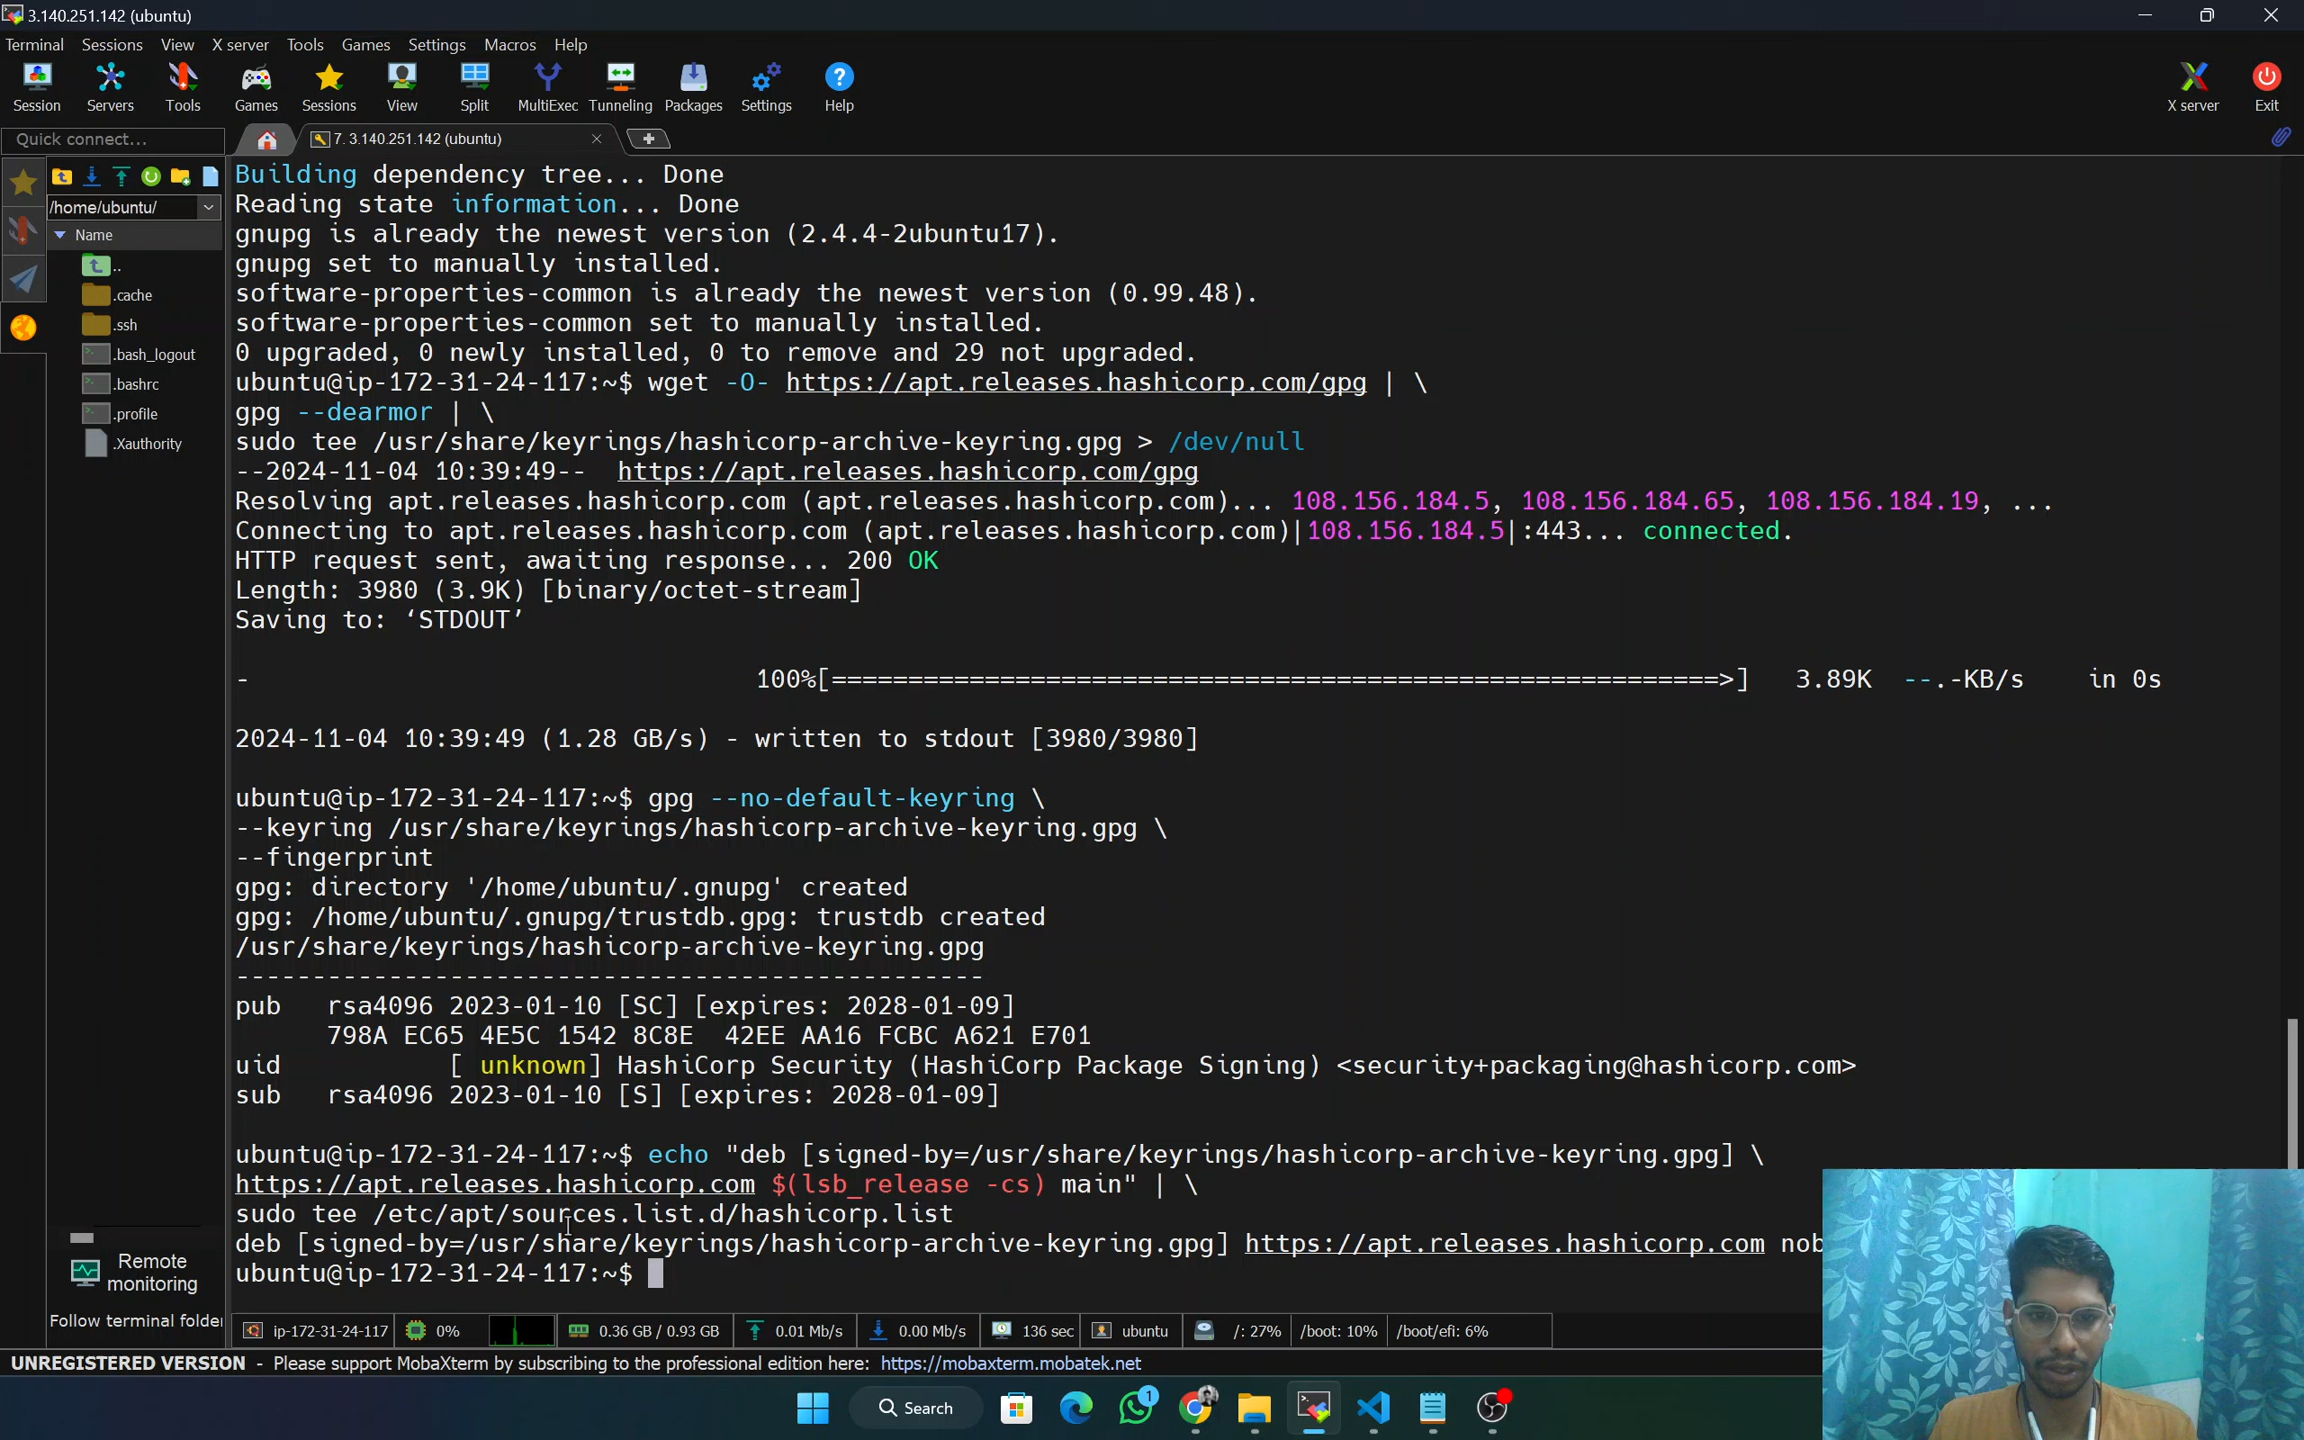 3.140.251.142 (ubuntu)
Terminal Sessions View X server Tools Games Settings Macros Help
Session Servers Tools Games Sessions View Split MultiExec Tunneling Packages Settings Help X server Exit
Quick connect...
7. 3.140.251.142 (ubuntu)
/home/ubuntu/
Name
..
.cache
.ssh
.bash_logout
.bashrc
.profile
.Xauthority
Remote
monitoring
Follow terminal folder
Building dependency tree... Done
Reading state information... Done
gnupg is already the newest version (2.4.4-2ubuntu17).
gnupg set to manually installed.
software-properties-common is already the newest version (0.99.48).
software-properties-common set to manually installed.
0 upgraded, 0 newly installed, 0 to remove and 29 not upgraded.
ubuntu@ip-172-31-24-117:~$ wget -O- https://apt.releases.hashicorp.com/gpg | \
gpg --dearmor | \
sudo tee /usr/share/keyrings/hashicorp-archive-keyring.gpg > /dev/null
--2024-11-04 10:39:49-- https://apt.releases.hashicorp.com/gpg
Resolving apt.releases.hashicorp.com (apt.releases.hashicorp.com)... 108.156.184.5, 108.156.184.65, 108.156.184.19, ...
Connecting to apt.releases.hashicorp.com (apt.releases.hashicorp.com)|108.156.184.5|:443... connected.
HTTP request sent, awaiting response... 200 OK
Length: 3980 (3.9K) [binary/octet-stream]
Saving to: ‘STDOUT’
- 100%[==========================================================>] 3.89K --.-KB/s in 0s
2024-11-04 10:39:49 (1.28 GB/s) - written to stdout [3980/3980]
ubuntu@ip-172-31-24-117:~$ gpg --no-default-keyring \
--keyring /usr/share/keyrings/hashicorp-archive-keyring.gpg \
--fingerprint
gpg: directory '/home/ubuntu/.gnupg' created
gpg: /home/ubuntu/.gnupg/trustdb.gpg: trustdb created
/usr/share/keyrings/hashicorp-archive-keyring.gpg
-------------------------------------------------
pub rsa4096 2023-01-10 [SC] [expires: 2028-01-09]
798A EC65 4E5C 1542 8C8E 42EE AA16 FCBC A621 E701
uid [ unknown] HashiCorp Security (HashiCorp Package Signing) <security+packaging@hashicorp.com>
sub rsa4096 2023-01-10 [S] [expires: 2028-01-09]
ubuntu@ip-172-31-24-117:~$ echo "deb [signed-by=/usr/share/keyrings/hashicorp-archive-keyring.gpg] \
https://apt.releases.hashicorp.com $(lsb_release -cs) main" | \
sudo tee /etc/apt/sources.list.d/hashicorp.list
deb [signed-by=/usr/share/keyrings/hashicorp-archive-keyring.gpg] https://apt.releases.hashicorp.com nob
ubuntu@ip-172-31-24-117:~$
ip-172-31-24-117 0% 0.36 GB / 0.93 GB 0.01 Mb/s 0.00 Mb/s 136 sec ubuntu /: 27% /boot: 10% /boot/efi: 6%
UNREGISTERED VERSION - Please support MobaXterm by subscribing to the professional edition here: https://mobaxterm.mobatek.net
Search
1